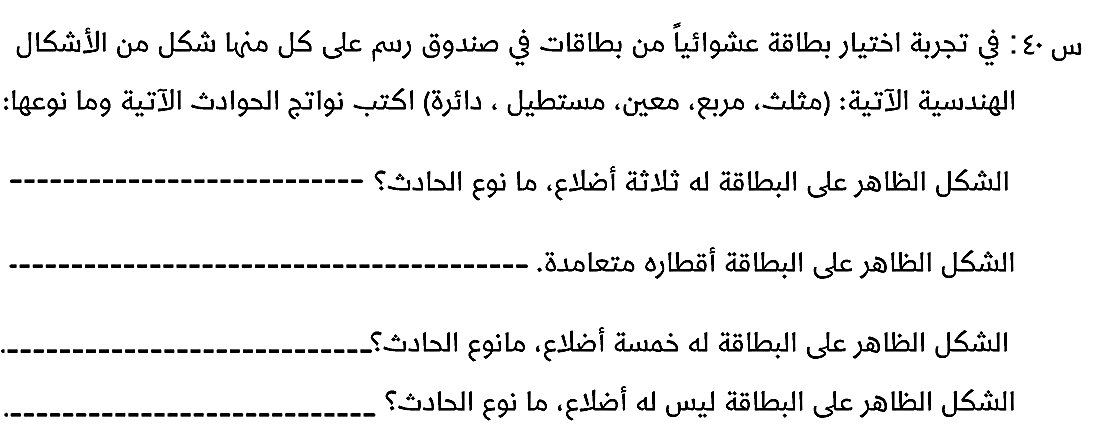 س ٤٠: في تجربة اختيار بطاقة عشوائياً من بطاقات في صندوق رسم على كل منها شكل من الأشكال
الهندسية الآتية: (مثلث، مربع، معين، مستطيل ، دائرة) اكتب نواتج الحوادث الآتية وما نوعها:
الشكل الظاهر على البطاقة له ثلاثة أضلاع، ما نوع الحادث؟ ---------------------------
الشكل الظاهر على البطاقة أقطاره متعامدة. ----------------------------------------
الشكل الظاهر على البطاقة له خمسة أضلاع، مانوع الحادث؟----------------------------.
الشكل الظاهر على البطاقة ليس له أضلاع، ما نوع الحادث؟ ----------------------------.